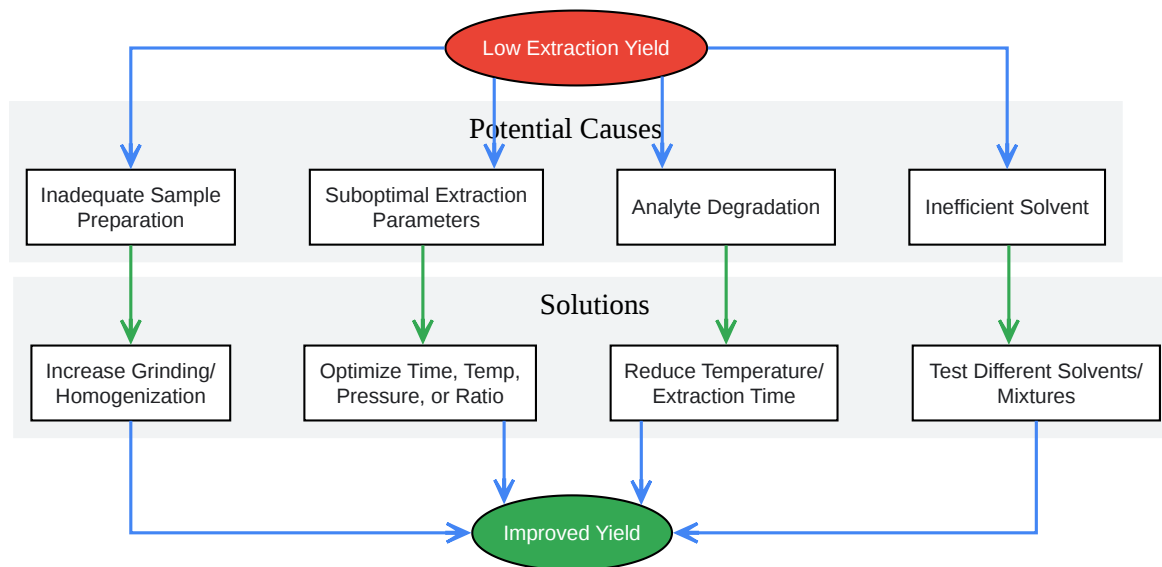 Low Extraction Yield
Potential Causes
Inadequate Sample
Preparation
Suboptimal Extraction
Parameters
Analyte Degradation
Inefficient Solvent
Solutions
Increase Grinding/
Homogenization
Optimize Time, Temp,
Pressure, or Ratio
Reduce Temperature/
Extraction Time
Test Different Solvents/
Mixtures
Improved Yield